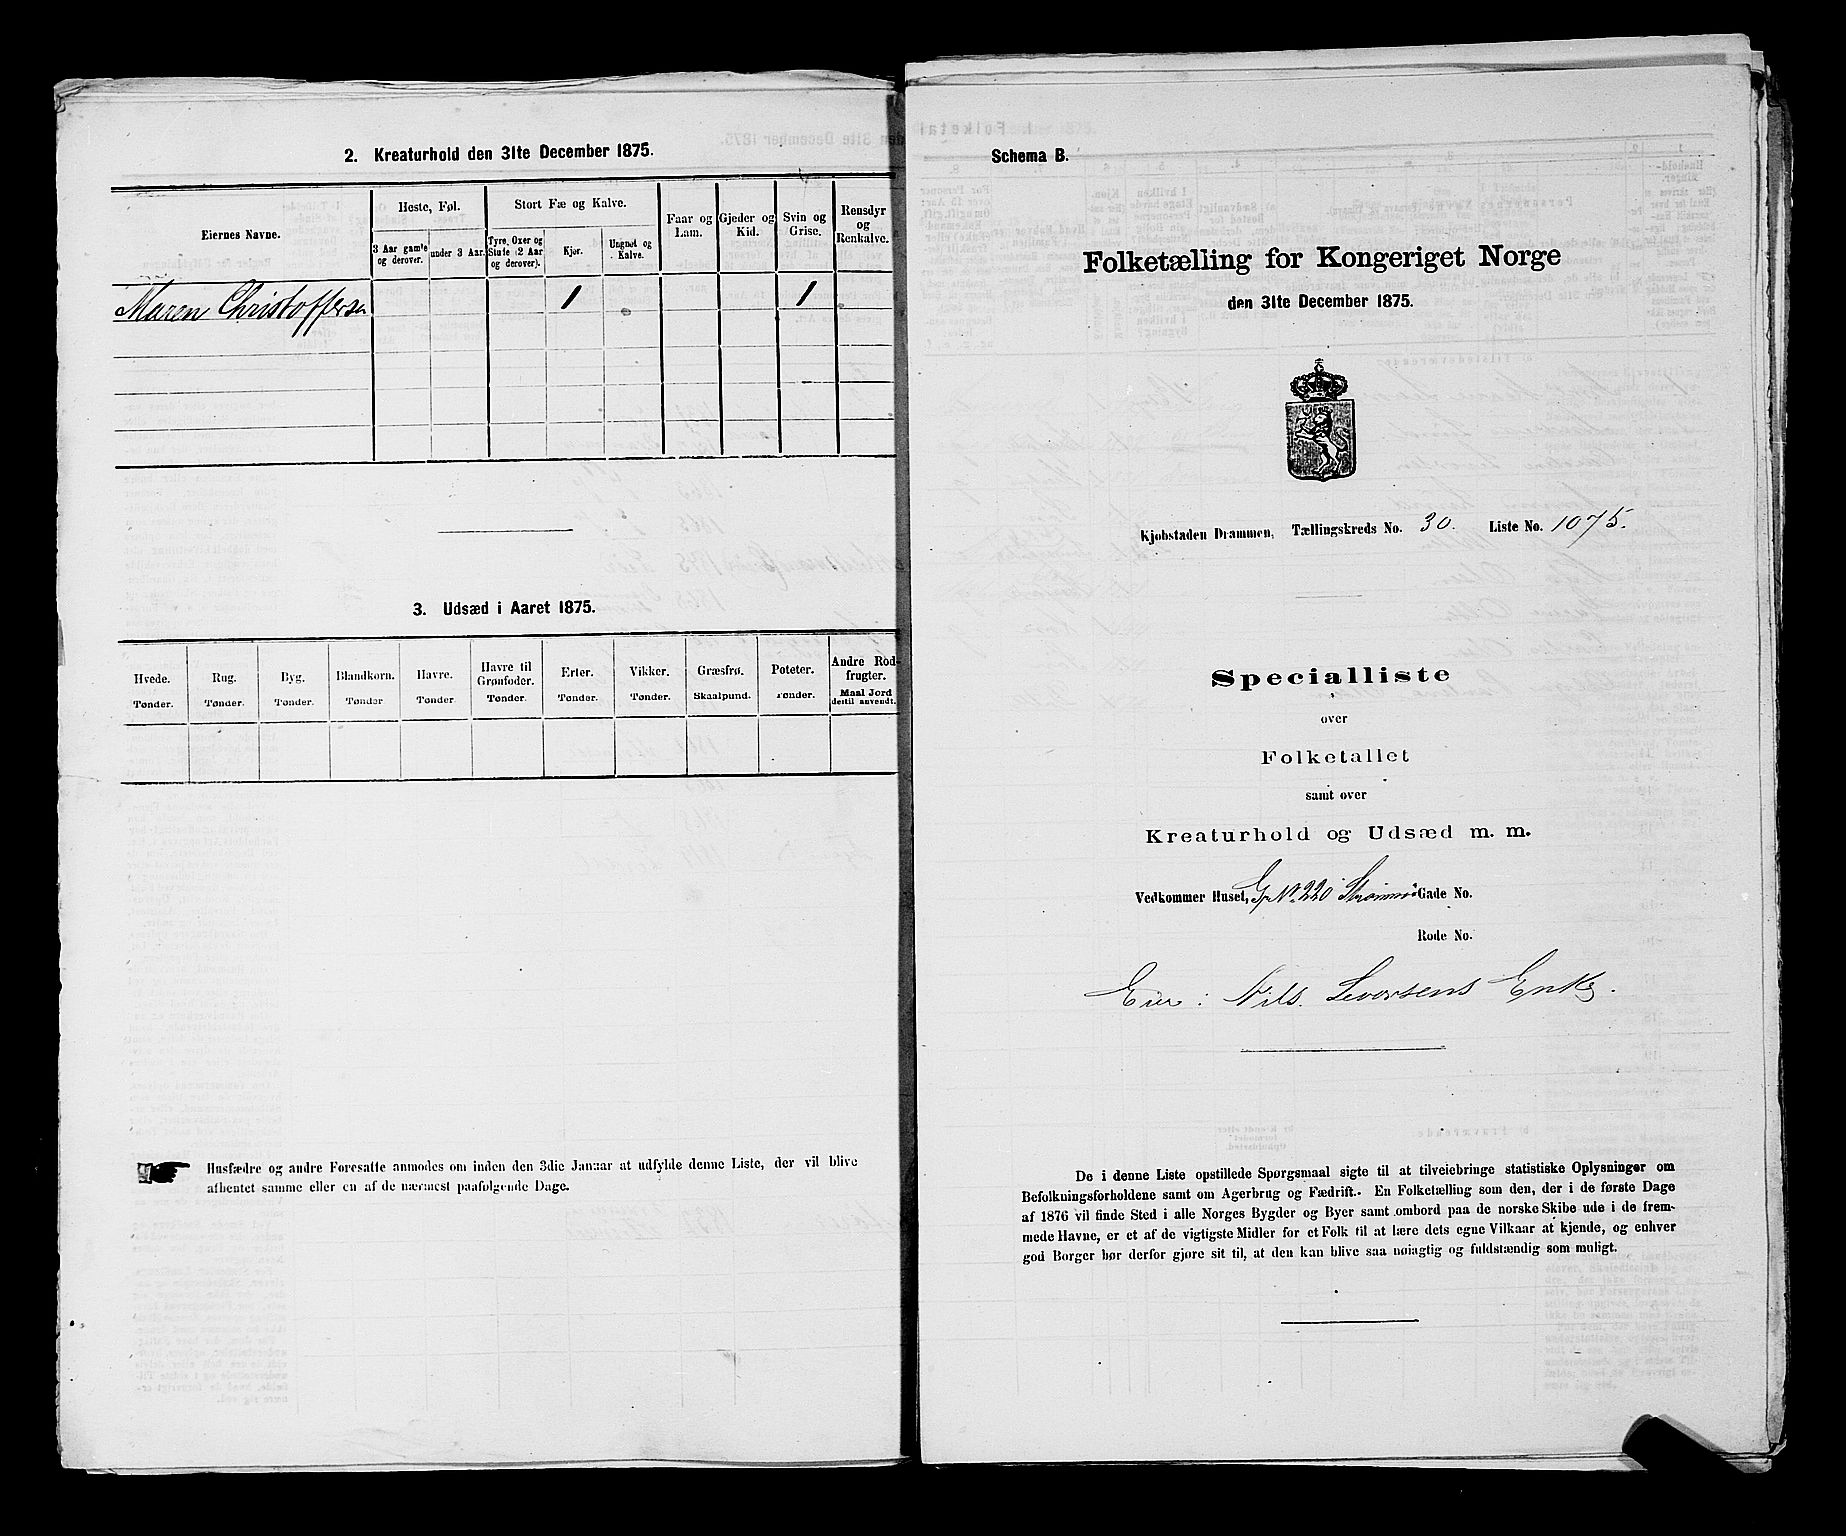 2. Kreaturhold den 31te December 1875.
Eiernes Navne.
Heste, Føl.
3 Aar gamle og derover.
under 3 Aar.
Stort Fæ og Kalve.
Tyre, Oxer og Stude (2 Aar og derover).
Kjør.
Ungnøt og Kalve.
Faar og Lam.
Gjeder og Kid.
Svin og Grise.
Rensdyr og Renkalve.
Maren Christoffersen 1 1
3. Udsæd i Aaret 1875.
Hvede. Tønder.
Rug. Tønder.
Byg. Tønder.
Blandkorn. Tønder
Havre. Tønder.
Havre til Grønfoder. Tønder.
Erter. Tønder.
Vikker. Tønder.
Græsfrø. Skaalpund.
Poteter. Tønder.
Andre Rodfrugter. Maal Jord dertil anvendt.
Husfædre og andre Foresatte anmodes om inden den 3die Januar at udfylde denne Liste, der vil blive
afhentet samme eller en af de nærmest paafølgende Dage.
Schema B.
Folketælling for Kongeriget Norge
den 31te December 1875.
Kjøbstaden Drammen, Tællingskreds No. 30. Liste No. 1075.
Specialliste
over
Folketallet
samt over
Kreaturhold og Udsæd m. m.
Vedkommer Huset, G. No. 220 Strømsø Gade No.
Rode No.
Eier: Nils Seversens Enke.
De i denne Liste opstillede Spørgsmaal sigte til at tilveiebringe statistiske Oplysninger om
Befolkningsforholdene samt om Agerbrug og Fædrift. En Folketælling som den, der i de første Dage
af 1876 vil finde Sted i alle Norges Bygder og Byer samt ombord paa de norske Skibe ude i de frem-
mede Havne, er et af de vigtigste Midler for et Folk til at lære dets egne Vilkaar at kjende, og enhver
god Borger bør derfor gjøre sit til, at den kan blive saa nøiagtig og fuldstændig som muligt.